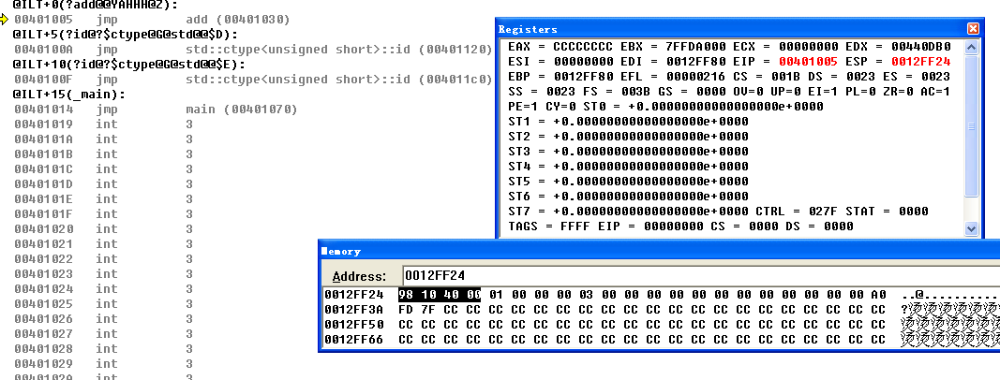 @ILT+0(?add@@YAHHH@Z):
00401005 jmp add (00401030)
@ILT+5(?id@?$ctype@G@std@@$D):
0040100A jmp std::ctype<unsigned short>::id (00401120)
@ILT+10(?id@?$ctype@G@std@@$E):
0040100F jmp std::ctype<unsigned short>::id (004011c0)
@ILT+15(_main):
00401014 jmp main (00401070)
00401019 int 3
0040101A int 3
0040101B int 3
0040101C int 3
0040101D int 3
0040101E int 3
0040101F int 3
00401020 int 3
00401021 int 3
00401022 int 3
00401023 int 3
00401024 int 3
00401025 int 3
00401026 int 3
00401027 int 3
00401028 int 3
00401029 int 3
0040102A int 3
Registers
EAX = CCCCCCCC EBX = 7FFDA000 ECX = 00000000 EDX = 00440DB0
ESI = 00000000 EDI = 0012FF80 EIP = 00401005 ESP = 0012FF24
EBP = 0012FF80 EFL = 00000216 CS = 001B DS = 0023 ES = 0023
SS = 0023 FS = 003B GS = 0000 OV=0 UP=0 EI=1 PL=0 ZR=0 AC=1
PE=1 CY=0 ST0 = +0.00000000000000000e+0000
ST1 = +0.00000000000000000e+0000
ST2 = +0.00000000000000000e+0000
ST3 = +0.00000000000000000e+0000
ST4 = +0.00000000000000000e+0000
ST5 = +0.00000000000000000e+0000
ST6 = +0.00000000000000000e+0000
ST7 = +0.00000000000000000e+0000 CTRL = 027F STAT = 0000
TAGS = FFFF EIP = 00000000 CS = 0000 DS = 0000
Memory
Address: 0012FF24
0012FF24 98 10 40 00 01 00 00 00 03 00 00 00 00 00 00 00 00 00 00 00 00 A0 ..@..........
0012FF3A FD 7F CC CC CC CC CC CC CC CC CC CC CC CC CC CC CC CC CC CC CC CC ?烫烫烫烫烫烫
0012FF50 CC CC CC CC CC CC CC CC CC CC CC CC CC CC CC CC CC CC CC CC CC CC 烫烫烫烫烫烫
0012FF66 CC CC CC CC CC CC CC CC CC CC CC CC CC CC CC CC CC CC CC CC CC CC 烫烫烫烫烫烫